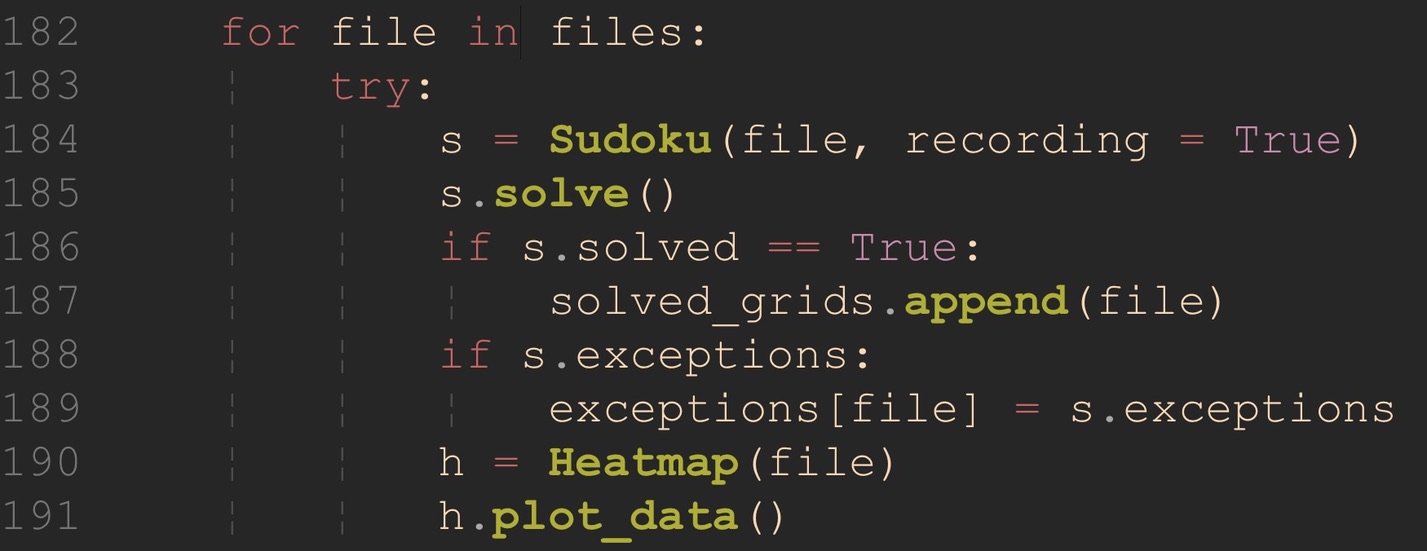 182 for file in files:
183 try:
184 s = Sudoku(file, recording = True)
185 s.solve()
186 if s.solved == True:
187 solved_grids.append(file)
188 if s.exceptions:
189 exceptions[file] = s.exceptions
190 h = Heatmap(file)
191 h.plot_data()